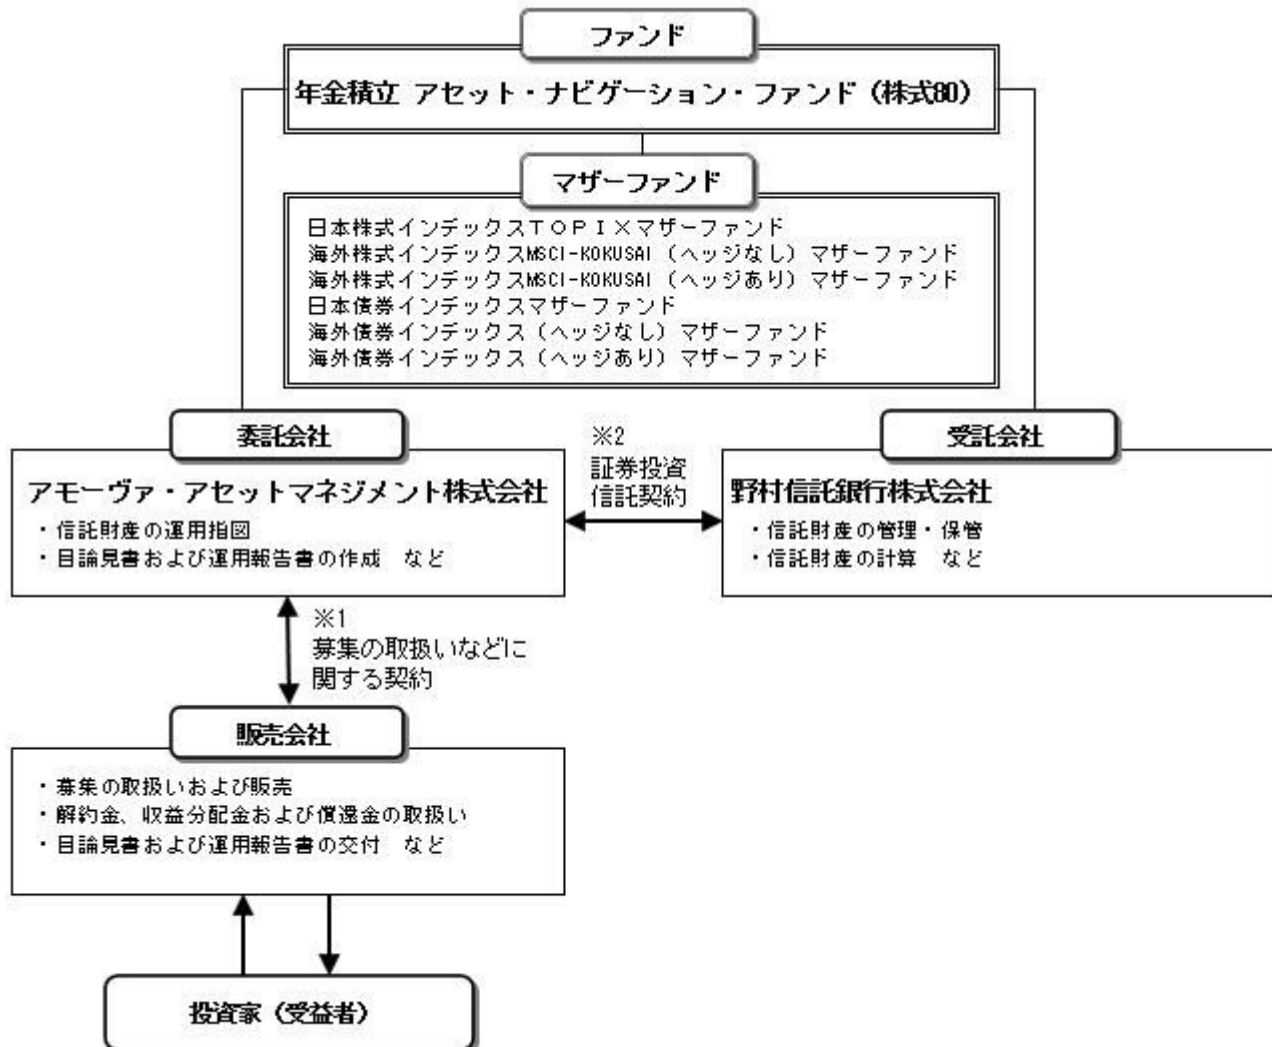 ファンド
年金積立 アセット・ナビゲーション・ファンド（株式80）
マザーファンド
日本株式インデックスＴＯＰＩＸマザーファンド
海外株式インデックスMSCI-KOKUSAI（ヘッジなし）マザーファンド
海外株式インデックスMSCI-KOKUSAI（ヘッジあり）マザーファンド
日本債券インデックスマザーファンド
海外債券インデックス（ヘッジなし）マザーファンド
海外債券インデックス（ヘッジあり）マザーファンド
委託会社
アモーヴァ・アセットマネジメント株式会社
・信託財産の運用指図
・目論見書および運用報告書の作成　など
※2
証券投資
信託契約
受託会社
野村信託銀行株式会社
・信託財産の管理・保管
・信託財産の計算　など
※1
募集の取扱いなどに
関する契約
販売会社
・募集の取扱いおよび販売
・解約金、収益分配金および償還金の取扱い
・目論見書および運用報告書の交付　など
投資家（受益者）